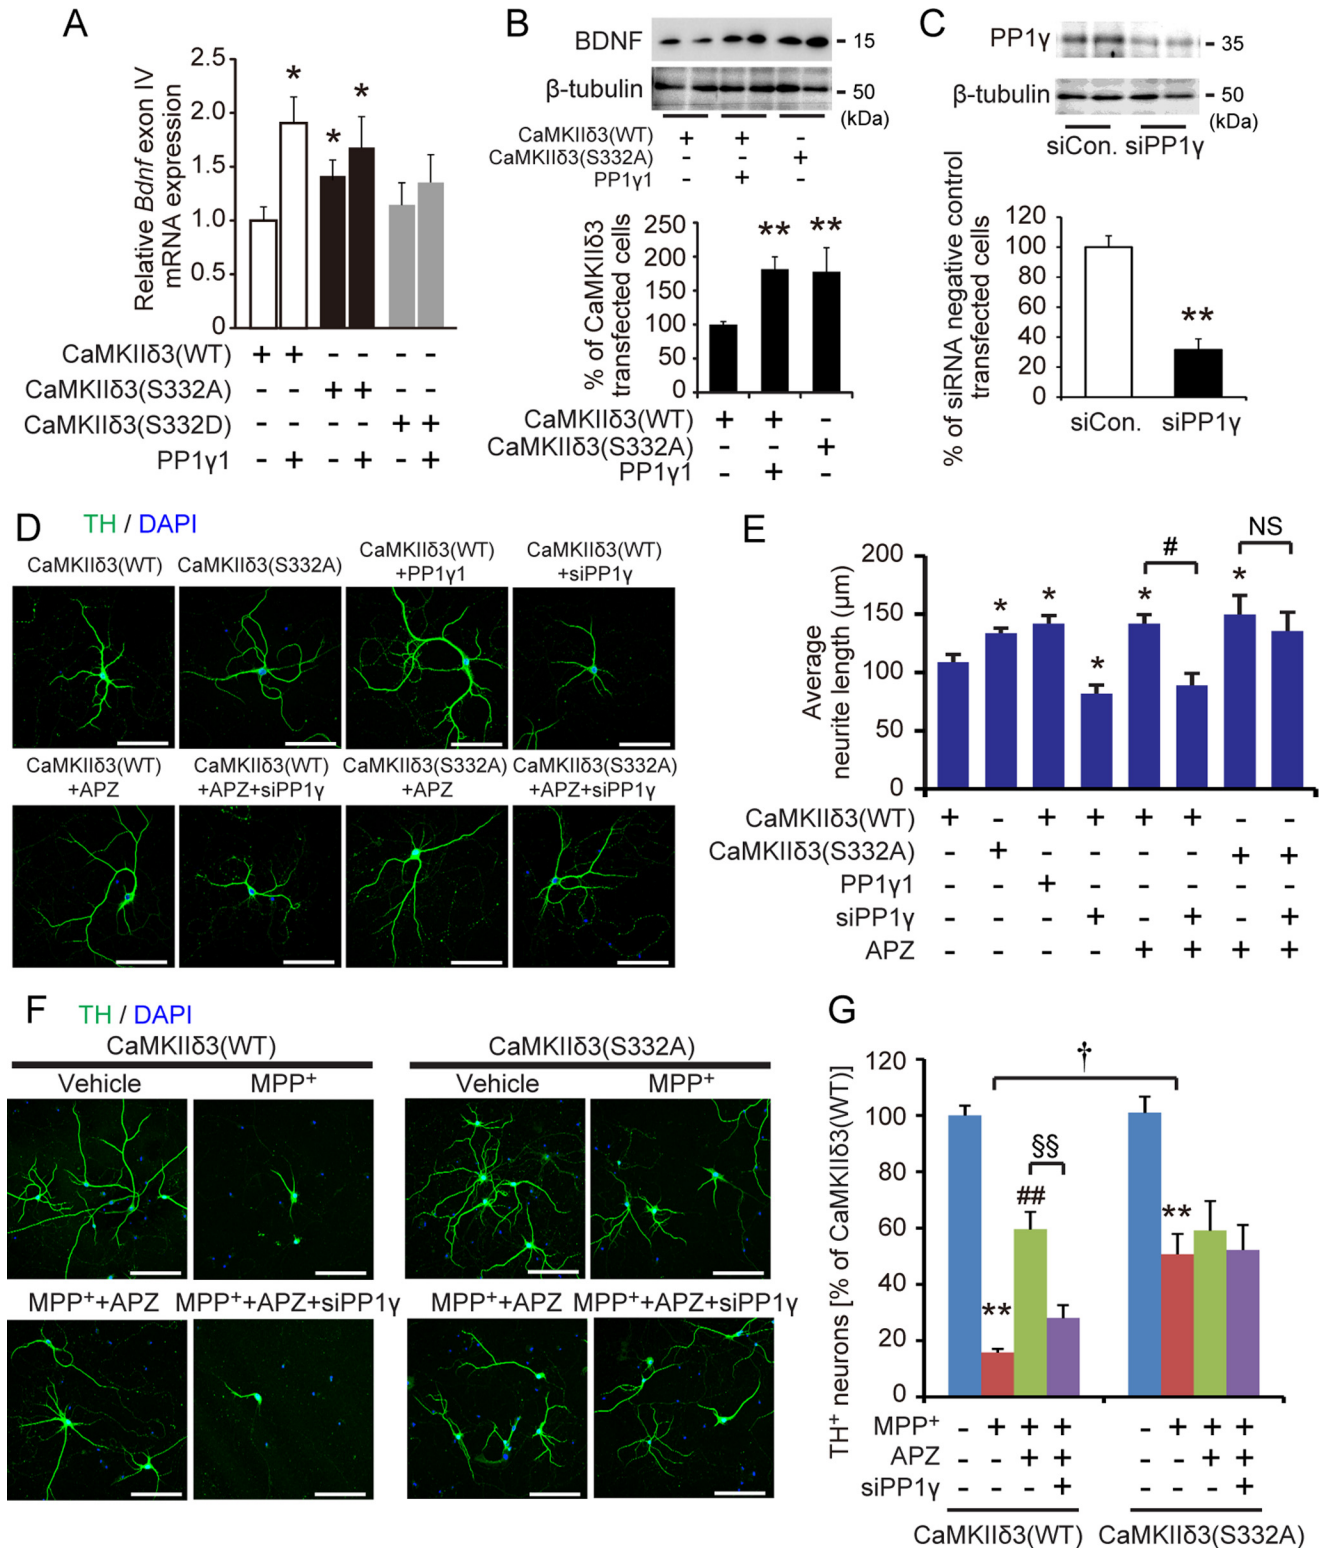 A
Relative Bdnf exon IV
mRNA expression
2.5
2.0
1.5
1.0
0.5
0
* * *
CaMKIIδ3(WT) + + - - - -
CaMKIIδ3(S332A) - - + + - -
CaMKIIδ3(S332D) - - - - + +
PP1γ1 - + - + - +
B
BDNF - 15
β-tubulin - 50
(kDa)
CaMKIIδ3(WT) + + -
CaMKIIδ3(S332A) - - +
PP1γ1 - + -
% of CaMKIIδ3
transfected cells
250
200
150
100
50
0
** **
CaMKIIδ3(WT) + + -
CaMKIIδ3(S332A) - - +
PP1γ1 - + -
C
PP1γ - 35
β-tubulin - 50
(kDa)
siCon. siPP1γ
% of siRNA negative control
transfected cells
120
100
80
60
40
20
0
**
siCon. siPP1γ
D
TH / DAPI
CaMKIIδ3(WT)
CaMKIIδ3(S332A)
CaMKIIδ3(WT)
+PP1γ1
CaMKIIδ3(WT)
+siPP1γ
CaMKIIδ3(WT)
+APZ
CaMKIIδ3(WT)
+APZ+siPP1γ
CaMKIIδ3(S332A)
+APZ
CaMKIIδ3(S332A)
+APZ+siPP1γ
E
Average
neurite length (µm)
200
150
100
50
0
* * * * # * NS
CaMKIIδ3(WT) + - + + + + - -
CaMKIIδ3(S332A) - + - - - - + +
PP1γ1 - - + - - - - -
siPP1γ - - - + - + - +
APZ - - - - + + + +
F
TH / DAPI
CaMKIIδ3(WT)
Vehicle MPP⁺
MPP⁺+APZ MPP⁺+APZ+siPP1γ
CaMKIIδ3(S332A)
Vehicle MPP⁺
MPP⁺+APZ MPP⁺+APZ+siPP1γ
G
TH⁺ neurons [% of CaMKIIδ3(WT)]
120
100
80
60
40
20
0
†
§§
##
** **
MPP⁺ - + + + - + + +
APZ - - + + - - + +
siPP1γ - - - + - - - +
CaMKIIδ3(WT) CaMKIIδ3(S332A)